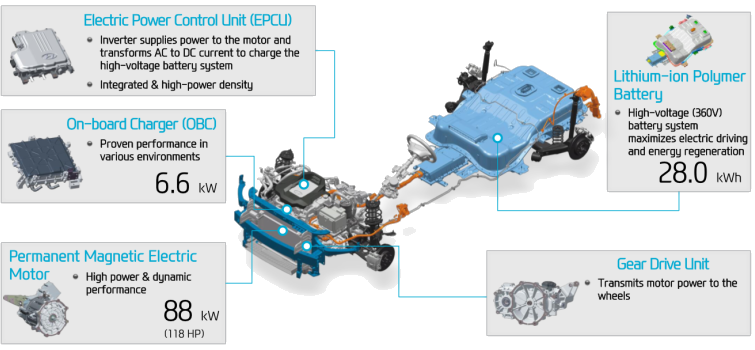 Electric Power Control Unit (EPCU)
Inverter supplies power to the motor and
transforms AC to DC current to charge the
high-voltage battery system
Integrated & high-power density
On-board Charger (OBC)
Proven performance in
various environments
6.6 kW
Permanent Magnetic Electric
Motor
High power & dynamic
performance
88 kW
(118 HP)
Lithium-ion Polymer
Battery
High-voltage (360V)
battery system
maximizes electric driving
and energy regeneration
28.0 kWh
Gear Drive Unit
Transmits motor power to the
wheels